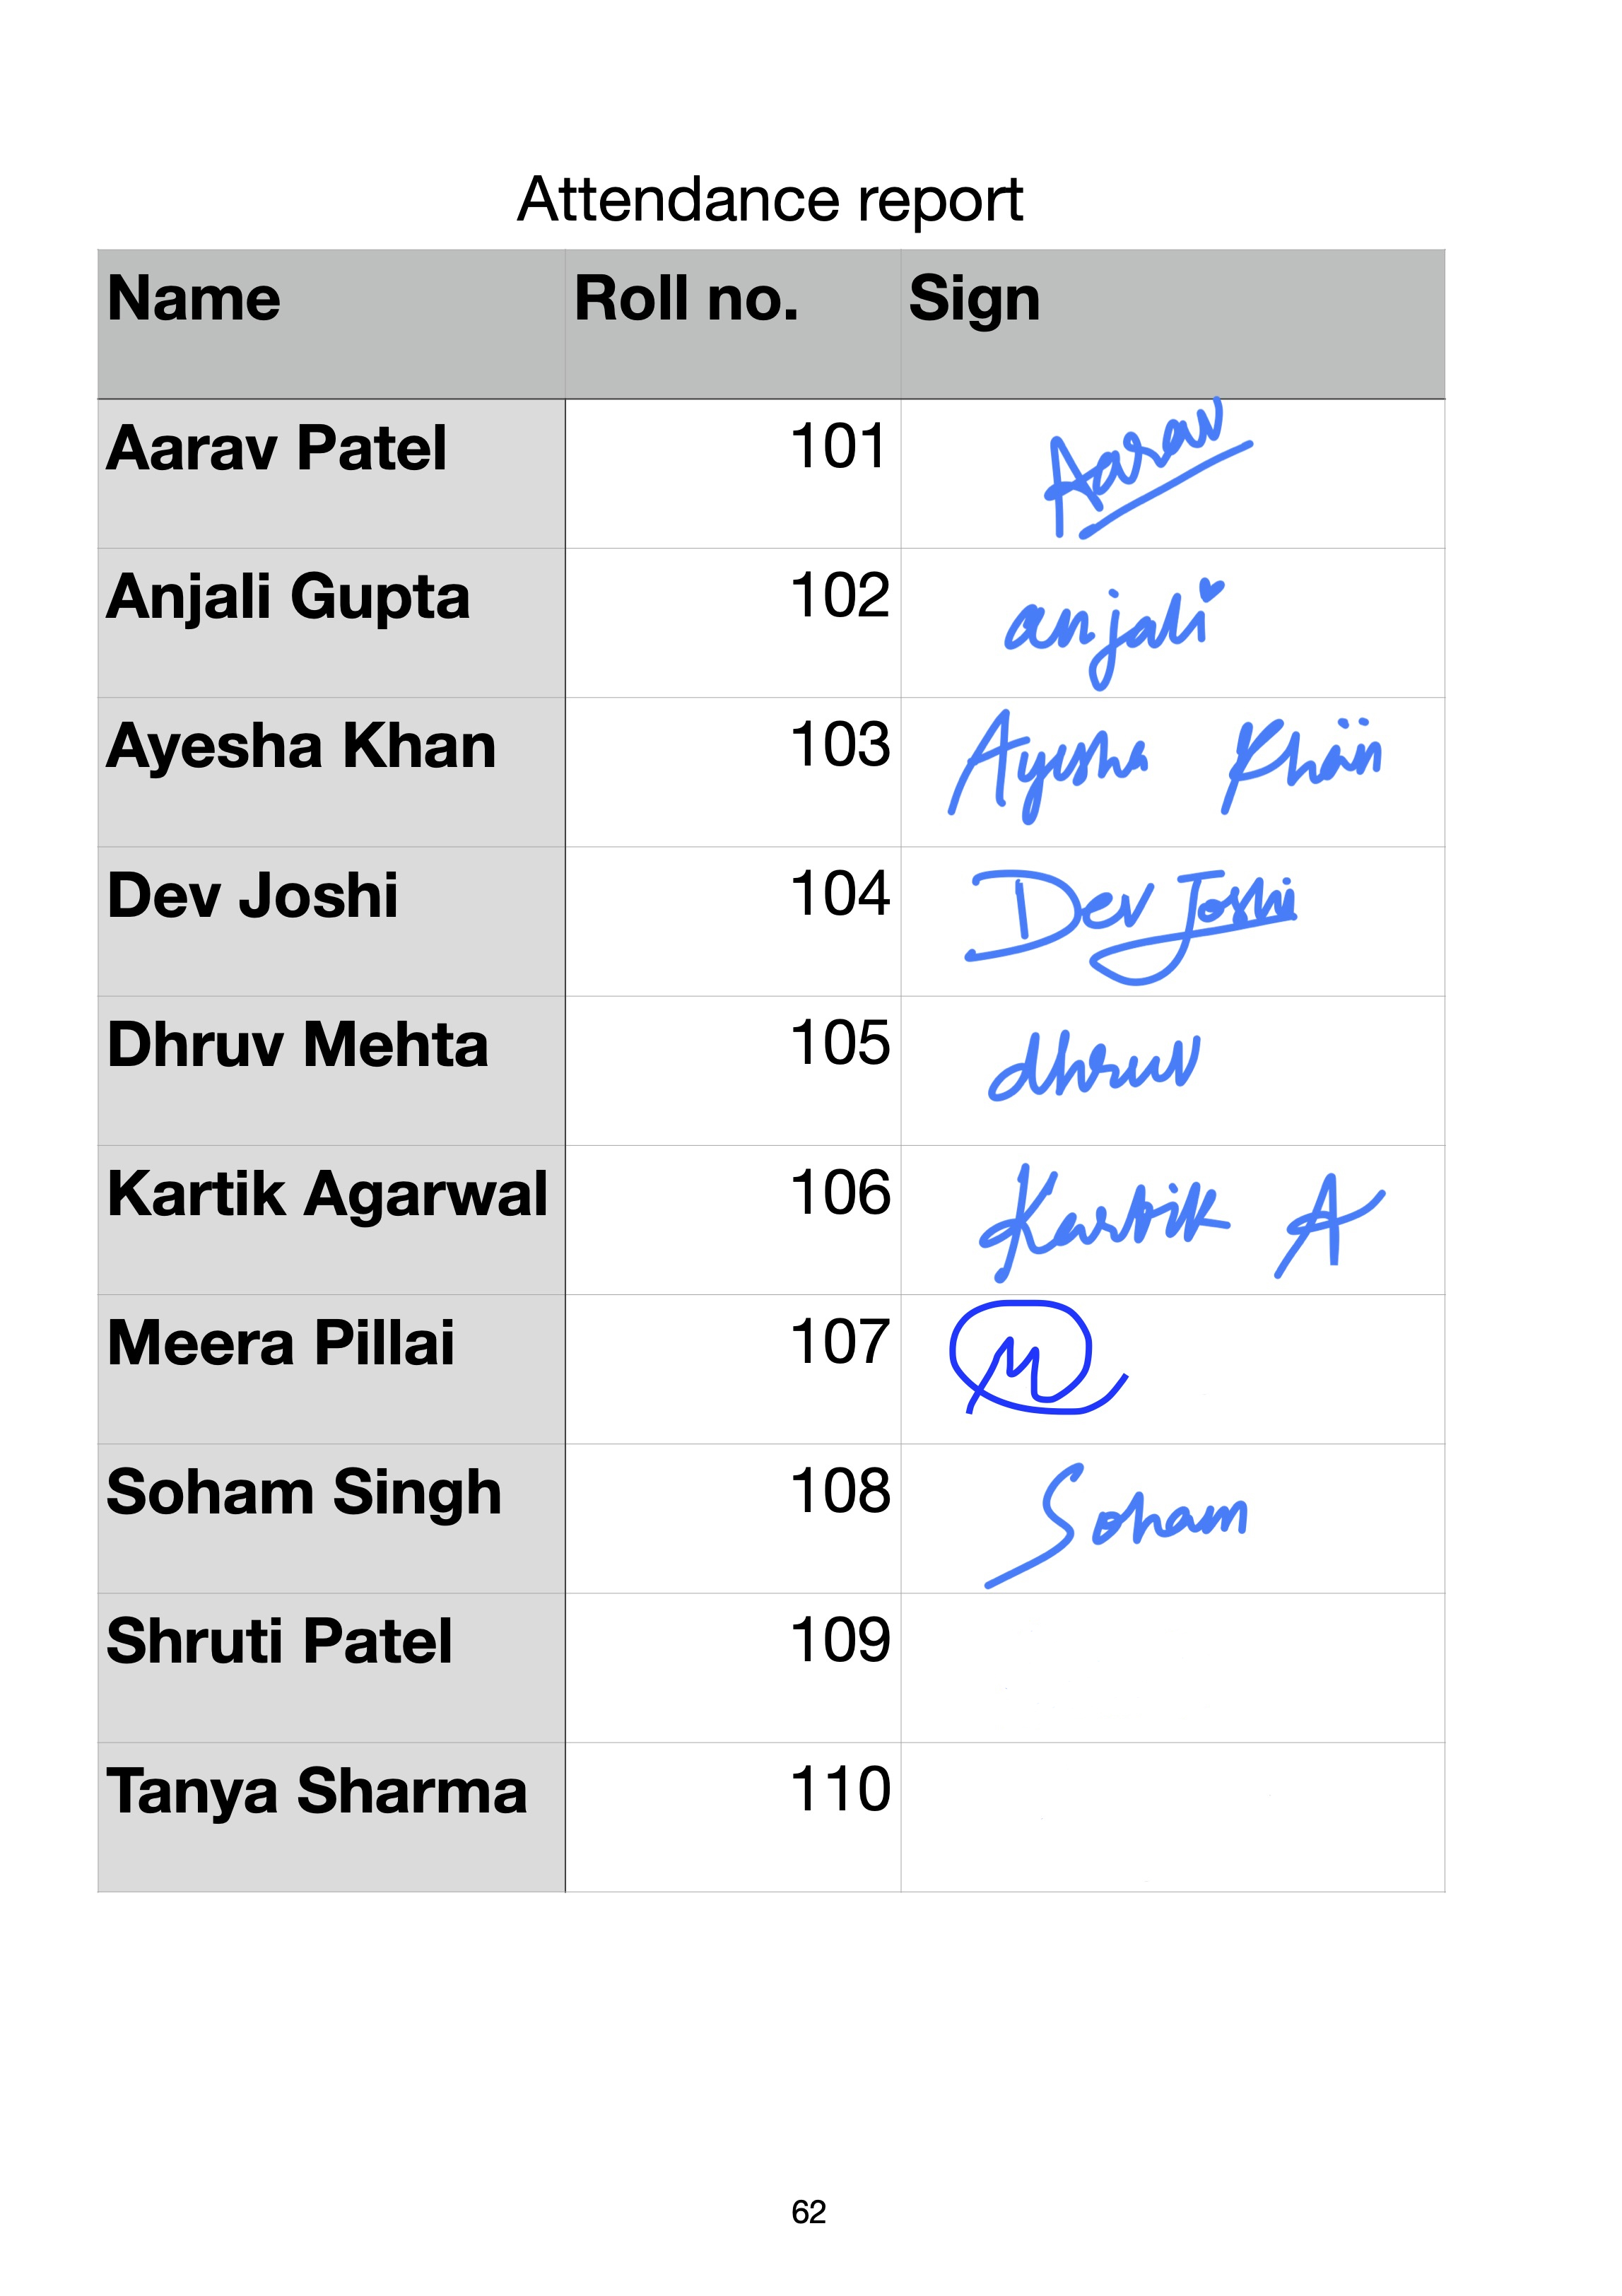 Attendance report
Name Roll no. Sign
Aarav Patel 101 Aarav
Anjali Gupta 102 anjali
Ayesha Khan 103 Ayesha Khan
Dev Joshi 104 Dev Joshi
Dhruv Mehta 105 dhruv
Kartik Agarwal 106 Kartik A
Meera Pillai 107 M
Soham Singh 108 Soham
Shruti Patel 109
Tanya Sharma 110
62